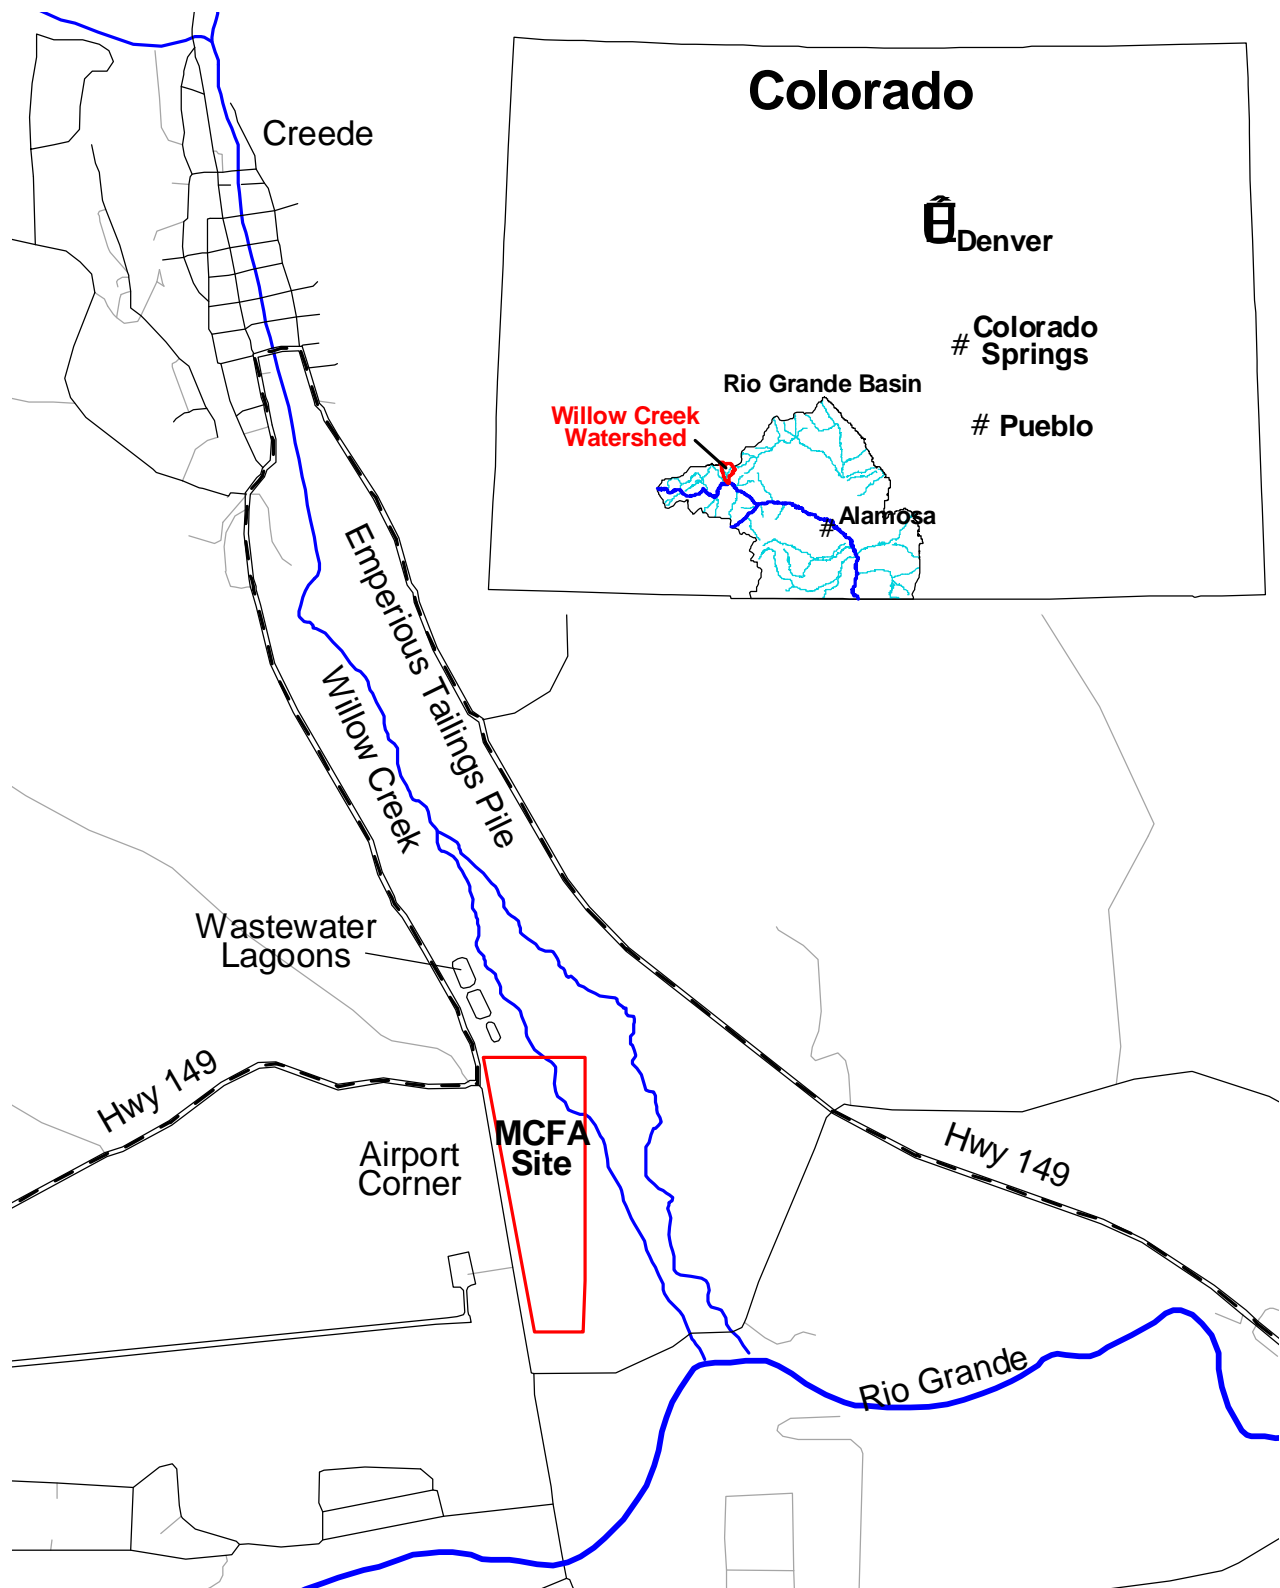 Colorado
Creede
Denver
# Colorado
Springs
Rio Grande Basin
Willow Creek
Watershed
# Pueblo
Alamosa
#
Emperious Tailings Pile
Willow Creek
Wastewater
Lagoons
Hwy 149
MCFA
Site
Airport
Corner
Hwy 149
Rio Grande